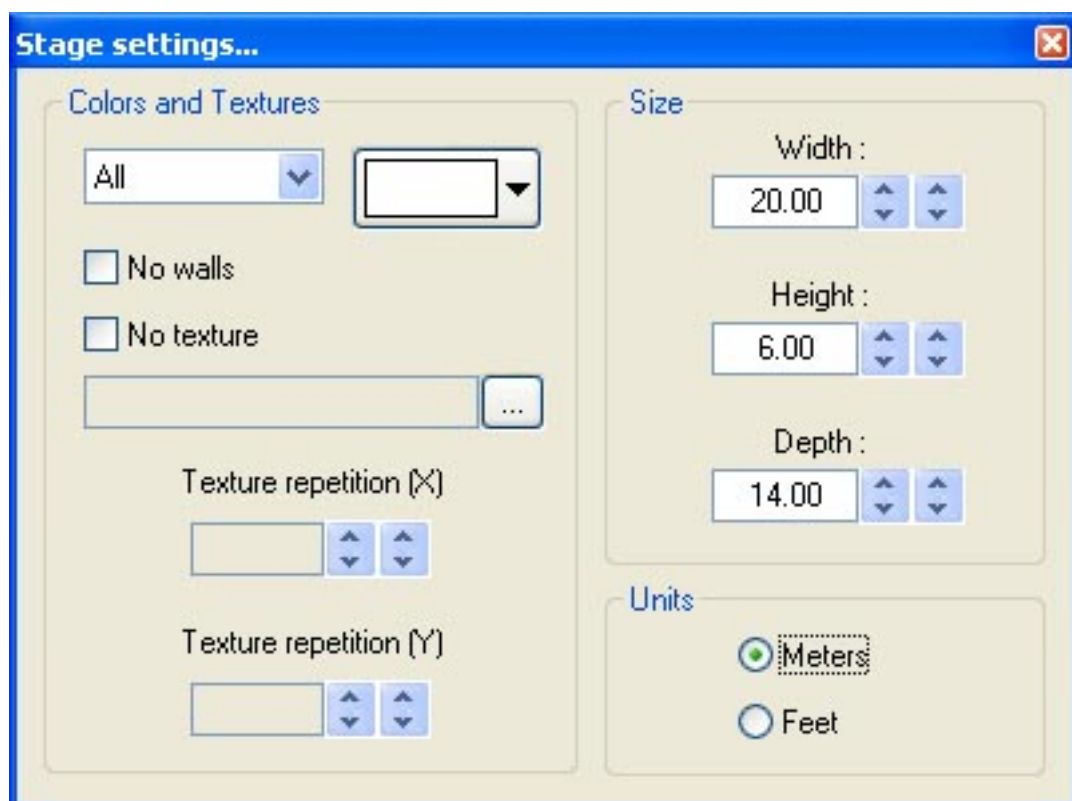 Stage settings...
Colors and Textures
All
No walls
No texture
...
Texture repetition (X)
Texture repetition (Y)
Size
Width :
20.00
Height :
6.00
Depth :
14.00
Units
Meters
Feet